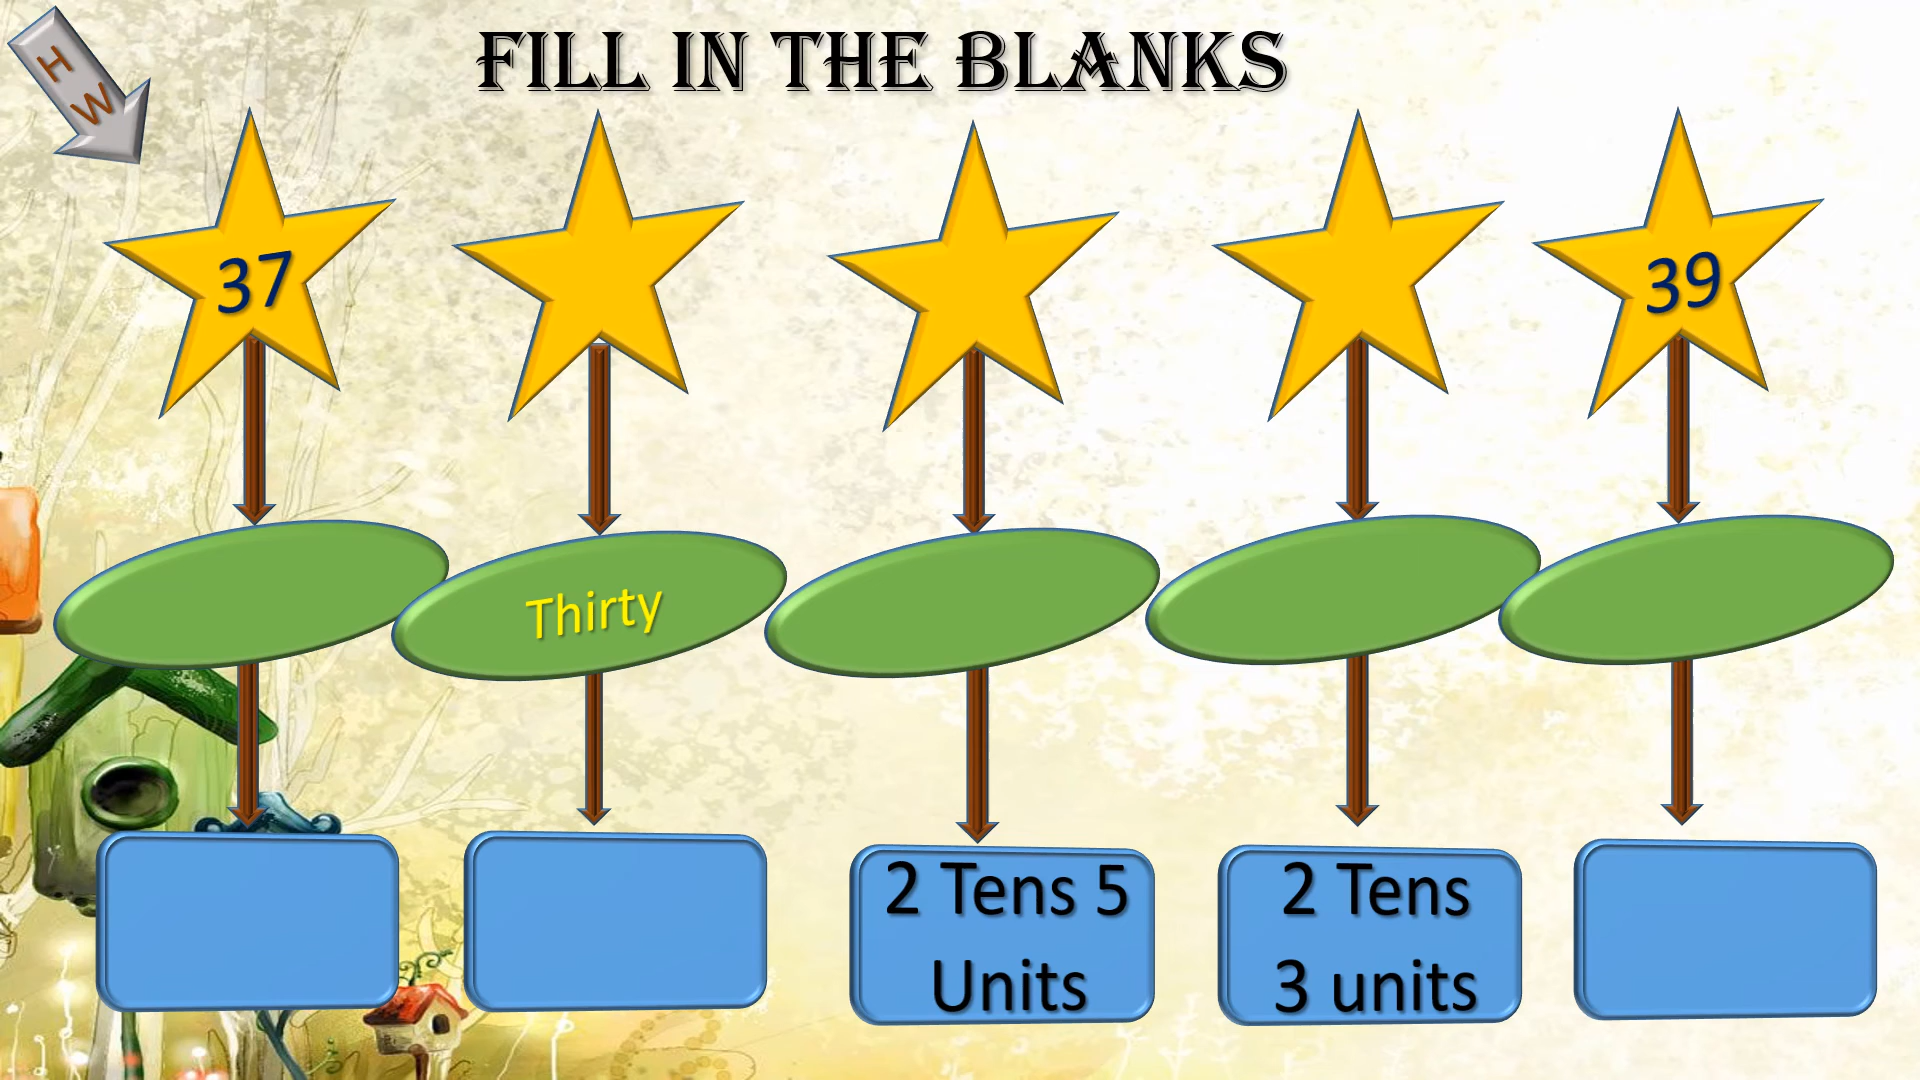 H
W
FILL IN THE BLANKS
37
39
Thirty
2 Tens 5
Units
2 Tens
3 units